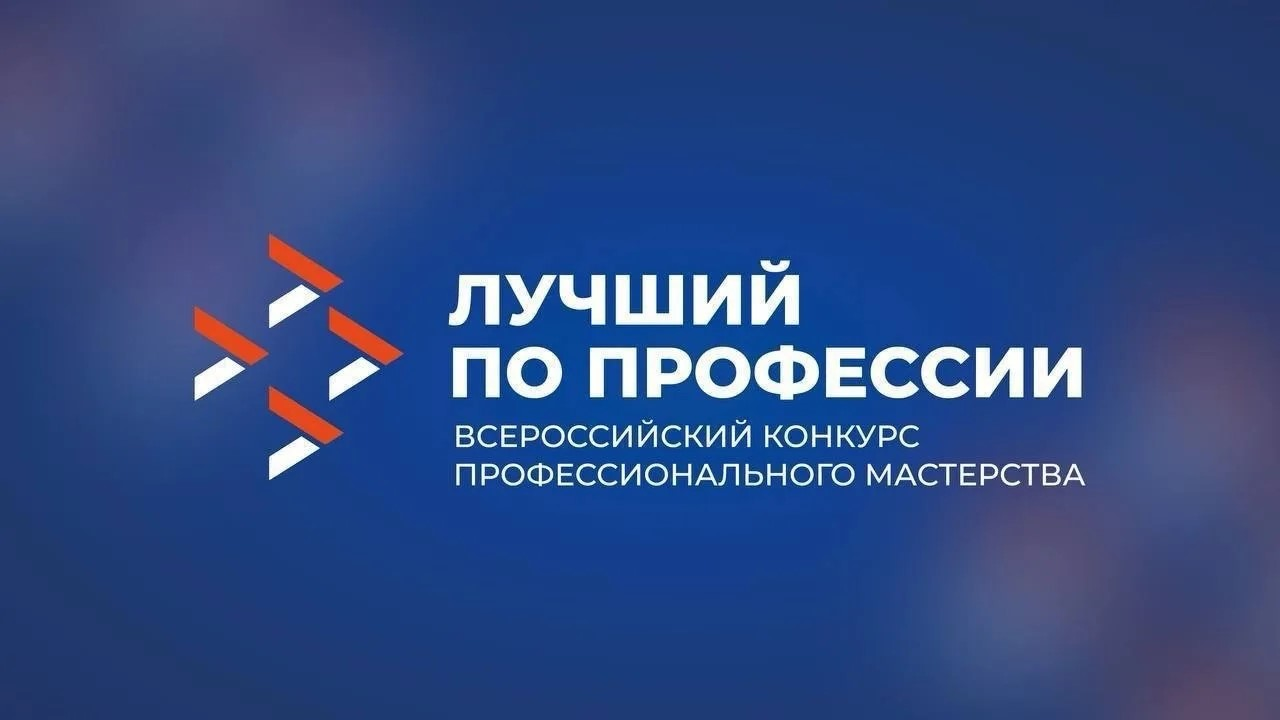 ЛУЧШИЙ
ПО ПРОФЕССИИ
ВСЕРОССИЙСКИЙ КОНКУРС
ПРОФЕССИОНАЛЬНОГО МАСТЕРСТВА